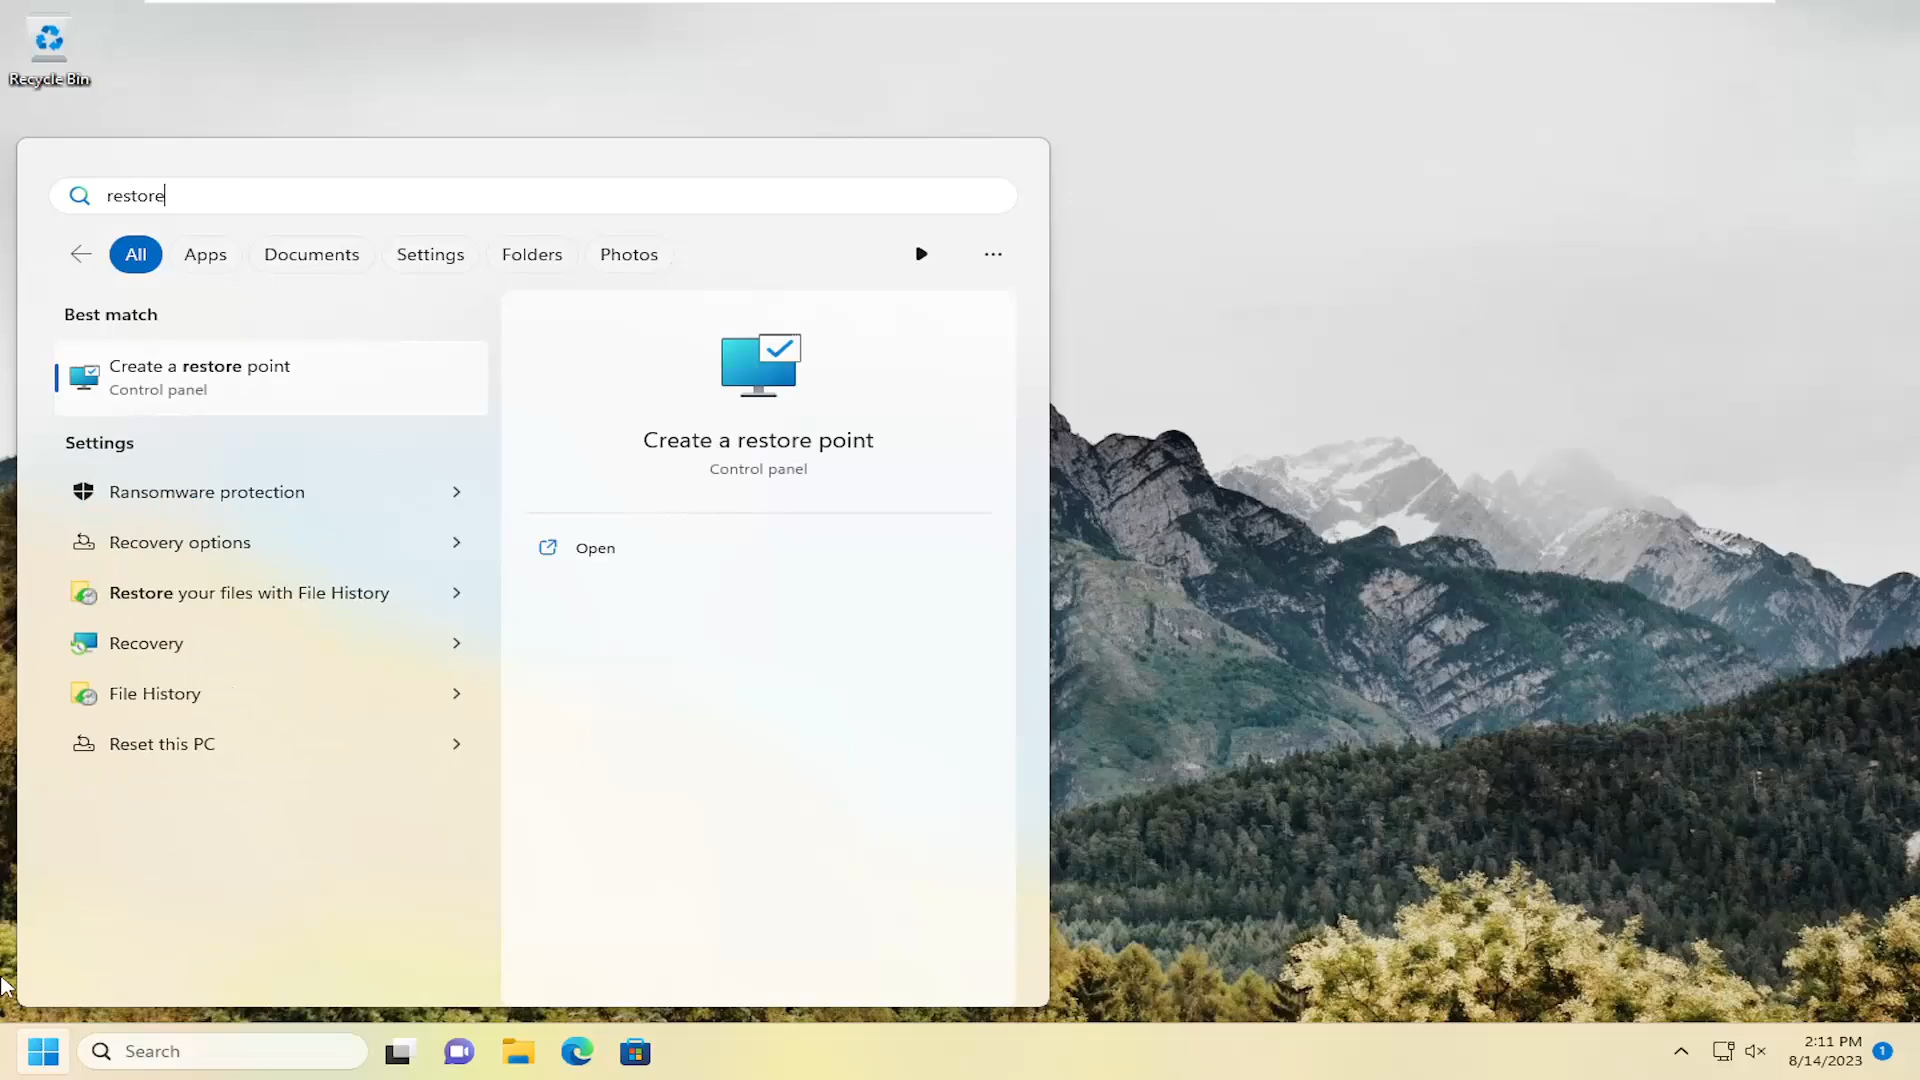 Recycle Bin
restore
All
Apps
Documents
Settings
Folders
Photos
Best match
Create a restore point
Control panel
Settings
Ransomware protection
Recovery options
Restore your files with File History
Recovery
File History
Reset this PC
Create a restore point
Control panel
Open
Search
2:11 PM
8/14/2023
1